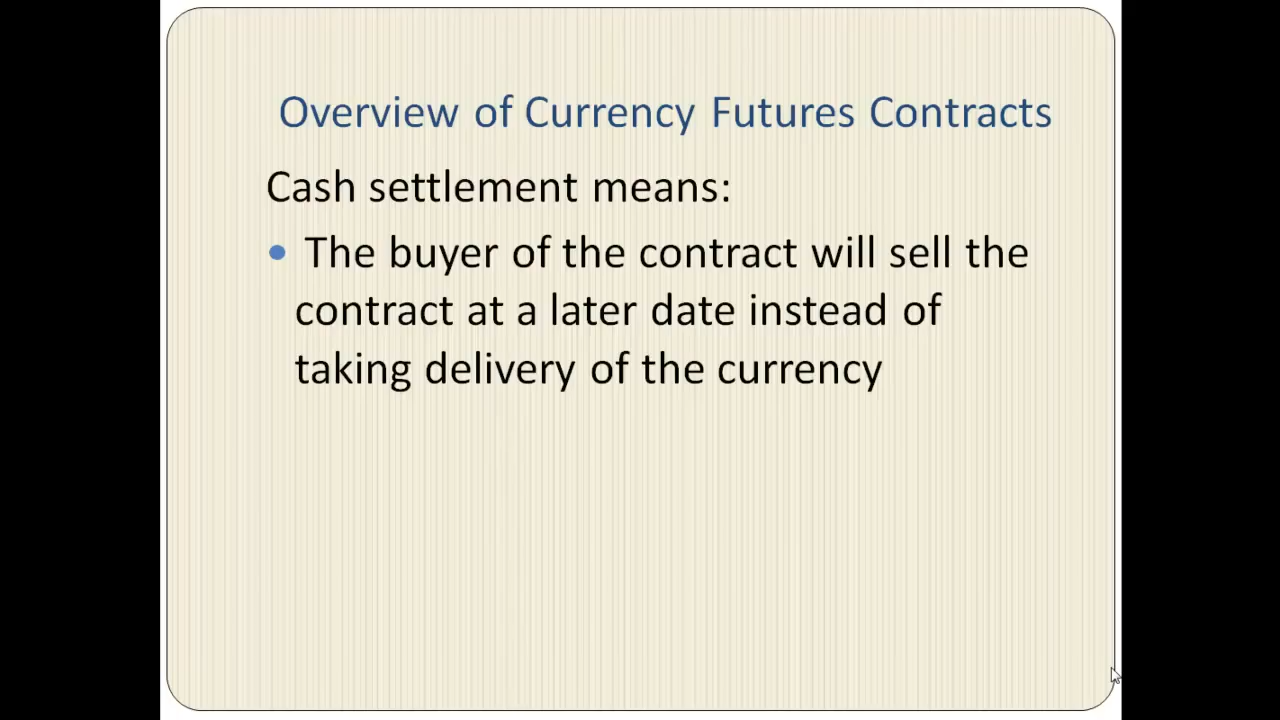 Overview of Currency Futures Contracts
Cash settlement means:
• The buyer of the contract will sell the
contract at a later date instead of
taking delivery of the currency